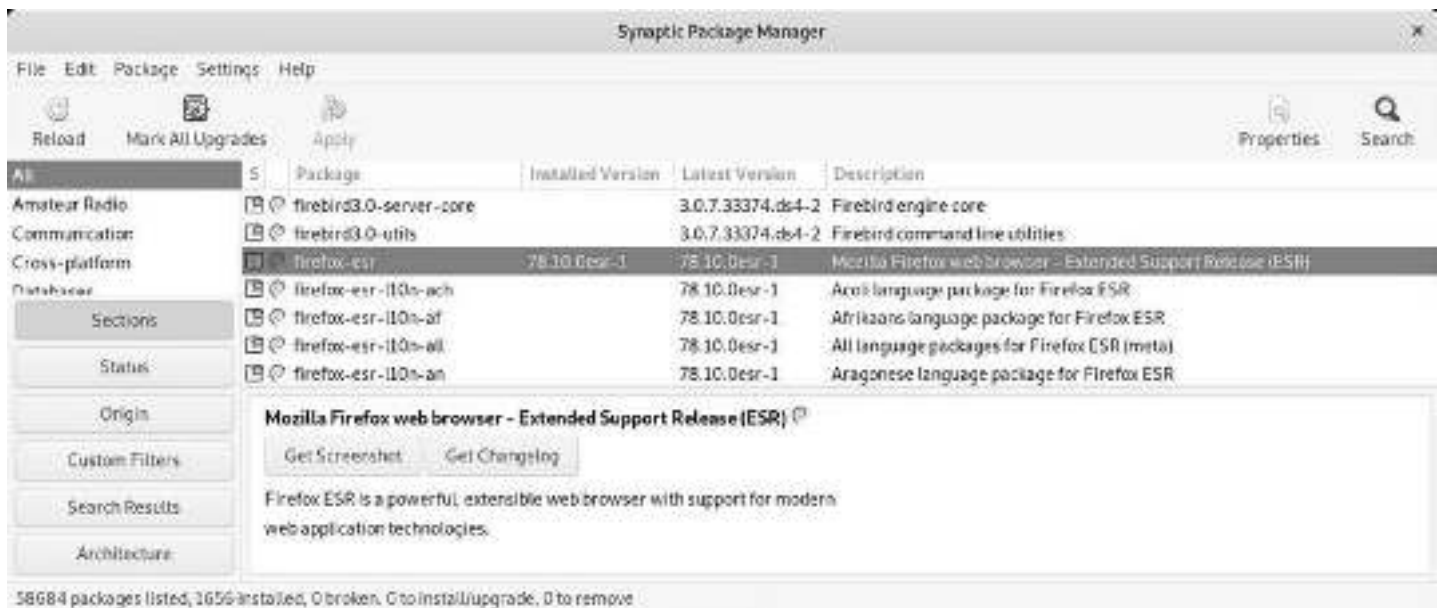 Synaptic Package Manager ×
File Edit Package Settings Help
Reload Mark All Upgrades Apply Properties Search
All S Package Installed Version Latest Version Description
Amateur Radio firebird3.0-server-core 3.0.7.33374.ds4-2 Firebird engine core
Communication firebird3.0-utils 3.0.7.33374.ds4-2 Firebird command line utilities
Cross-platform firefox-esr 78.10.0esr-1 78.10.0esr-1 Mozilla Firefox web browser - Extended Support Release (ESR)
Databases firefox-esr-l10n-ach 78.10.0esr-1 Acoli language package for Firefox ESR
Sections firefox-esr-l10n-af 78.10.0esr-1 Afrikaans language package for Firefox ESR
firefox-esr-l10n-all 78.10.0esr-1 All language packages for Firefox ESR (meta)
Status firefox-esr-l10n-an 78.10.0esr-1 Aragonese language package for Firefox ESR
Origin Mozilla Firefox web browser - Extended Support Release (ESR)
Custom Filters Get Screenshot Get Changelog
Search Results Firefox ESR is a powerful, extensible web browser with support for modern
web application technologies.
Architecture
58684 packages listed, 1656 installed, 0 broken. 0 to install/upgrade, 0 to remove